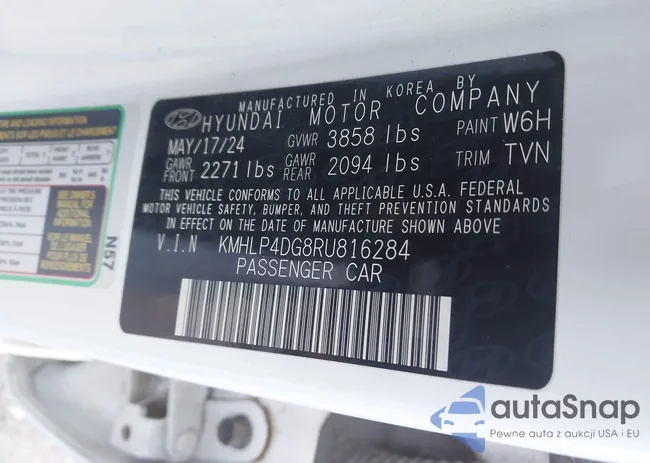 MANUFACTURED IN KOREA BY
HYUNDAI MOTOR COMPANY
MAY/17/24 GVWR 3858 lbs PAINT W6H
GAWR FRONT 2271 lbs GAWR REAR 2094 lbs TRIM TVN
THIS VEHICLE CONFORMS TO ALL APPLICABLE U.S.A. FEDERAL
MOTOR VEHICLE SAFETY, BUMPER, AND THEFT PREVENTION STANDARDS
IN EFFECT ON THE DATE OF MANUFACTURE SHOWN ABOVE.
V.I.N KMHLP4DG8RU816284
PASSENGER CAR
N57
autaSnap
Pewne auta z aukcji USA i EU